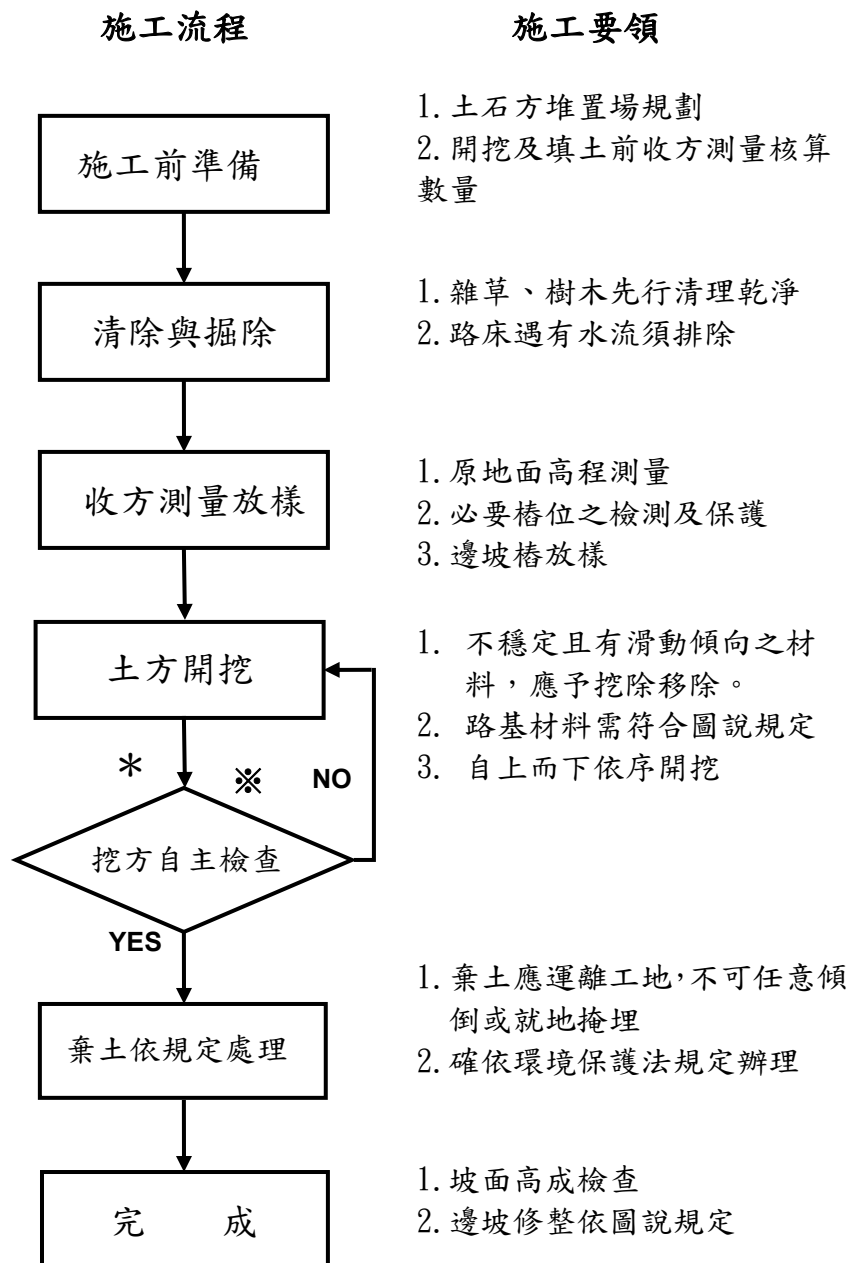 施工流程
施工要領
施工前準備
1.土石方堆置場規劃
2.開挖及填土前收方測量核算
數量
清除與掘除
1.雜草、樹木先行清理乾淨
2.路床遇有水流須排除
收方測量放樣
1.原地面高程測量
2.必要樁位之檢測及保護
3.邊坡樁放樣
土方開挖
1. 不穩定且有滑動傾向之材
料，應予挖除移除。
2. 路基材料需符合圖說規定
3. 自上而下依序開挖
＊
※
NO
挖方自主檢查
YES
棄土依規定處理
1.棄土應運離工地,不可任意傾
倒或就地掩埋
2.確依環境保護法規定辦理
完 成
1.坡面高成檢查
2.邊坡修整依圖說規定